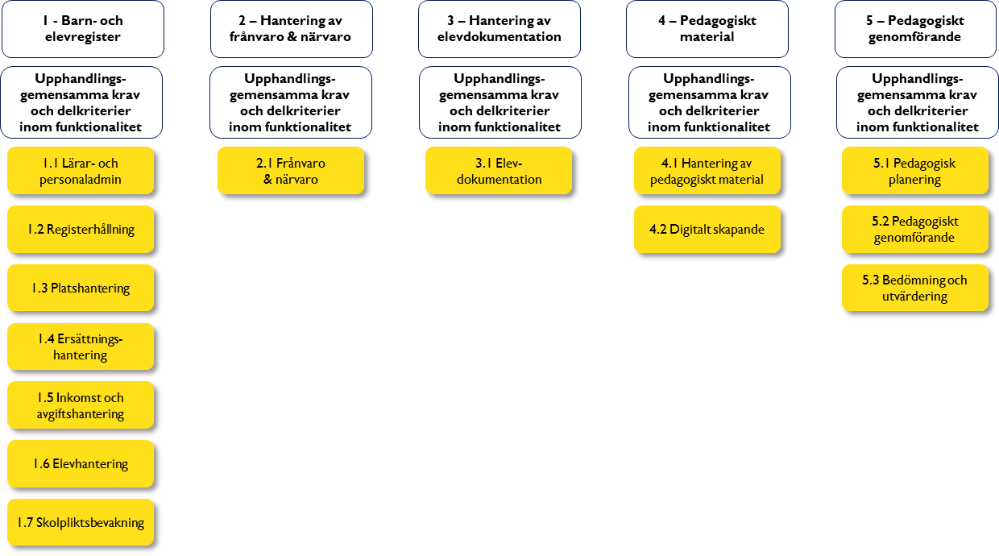 1 - Barn- och
elevregister
2 – Hantering av
frånvaro & närvaro
3 – Hantering av
elevdokumentation
4 – Pedagogiskt
material
5 – Pedagogiskt
genomförande
Upphandlings-
gemensamma krav
och delkriterier
inom funktionalitet
Upphandlings-
gemensamma krav
och delkriterier
inom funktionalitet
Upphandlings-
gemensamma krav
och delkriterier
inom funktionalitet
Upphandlings-
gemensamma krav
och delkriterier
inom funktionalitet
Upphandlings-
gemensamma krav
och delkriterier
inom funktionalitet
1.1 Lärar- och
personaladmin
2.1 Frånvaro
& närvaro
3.1 Elev-
dokumentation
4.1 Hantering av
pedagogiskt material
5.1 Pedagogisk
planering
1.2 Registerhållning
4.2 Digitalt skapande
5.2 Pedagogiskt
genomförande
1.3 Platshantering
5.3 Bedömning och
utvärdering
1.4 Ersättnings-
hantering
1.5 Inkomst och
avgiftshantering
1.6 Elevhantering
1.7 Skolpliktsbevakning